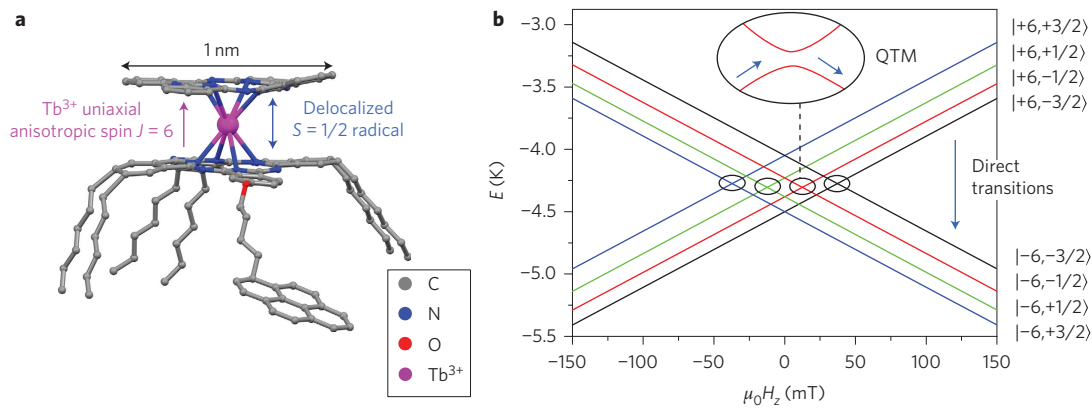 a
1 nm
Tb³⁺ uniaxial
anisotropic spin J = 6
Delocalized
S = 1/2 radical
C
N
O
Tb³⁺
b
E (K)
−3.0
−3.5
−4.0
−4.5
−5.0
−5.5
−150
−100
−50
0
50
100
150
μ₀H_z (mT)
QTM
Direct
transitions
|+6,+3/2⟩
|+6,+1/2⟩
|+6,−1/2⟩
|+6,−3/2⟩
|−6,−3/2⟩
|−6,−1/2⟩
|−6,+1/2⟩
|−6,+3/2⟩